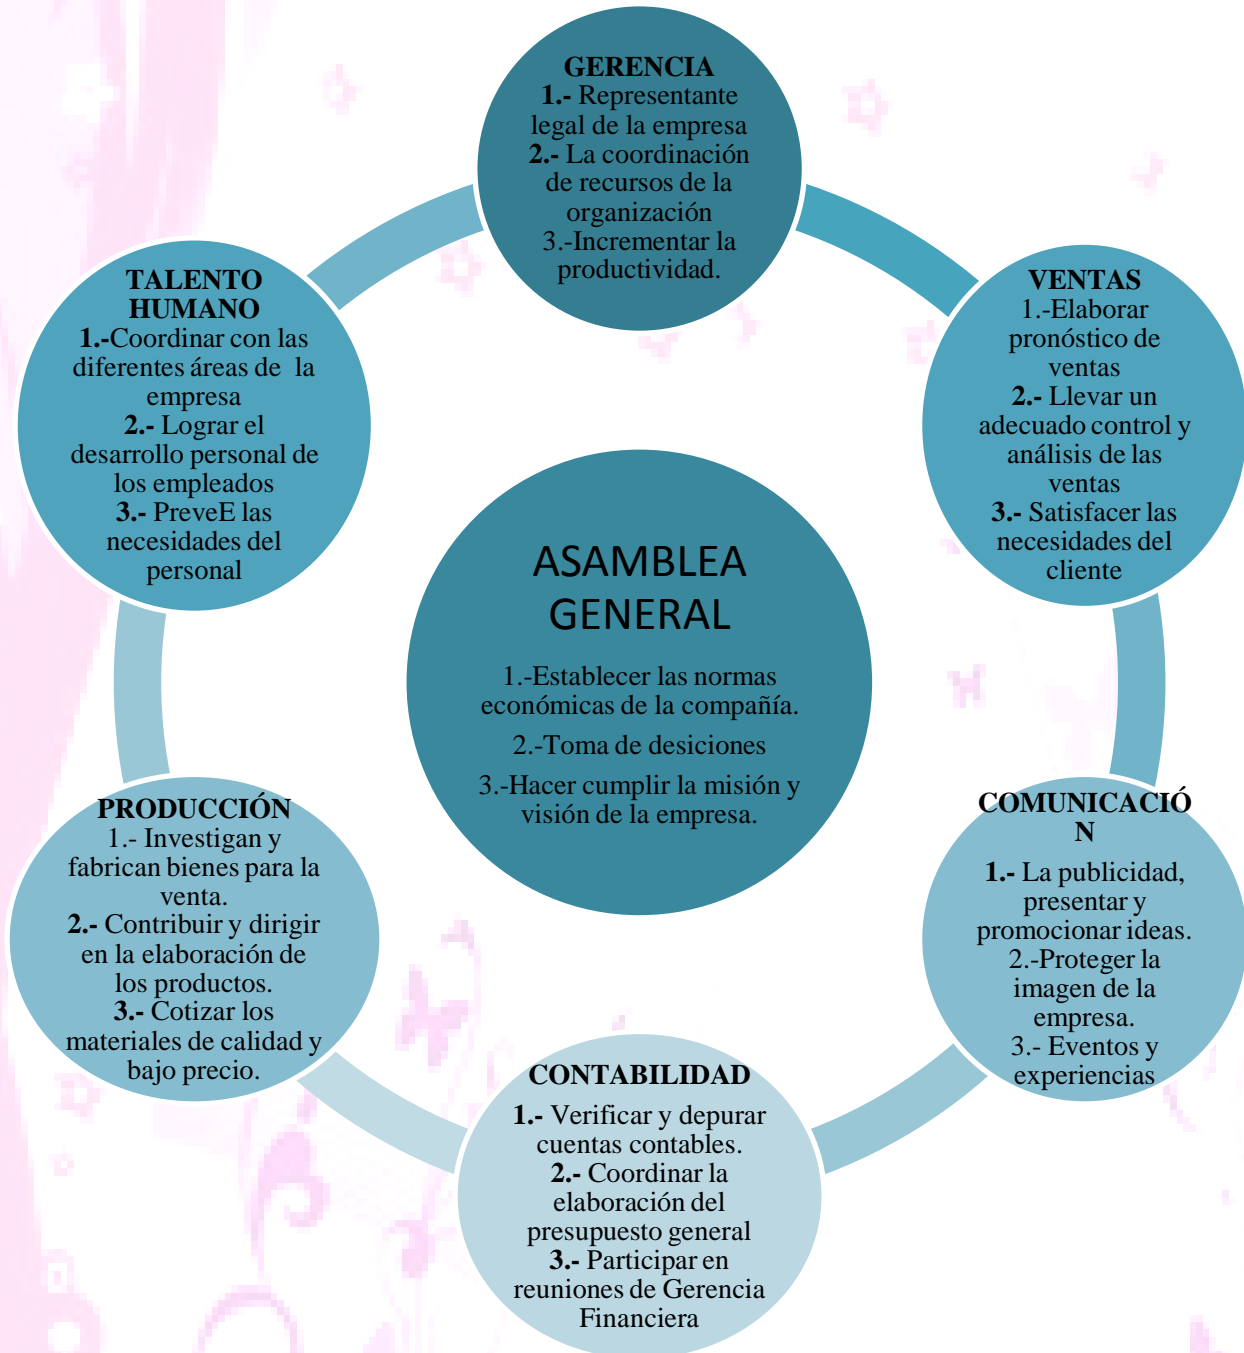 GERENCIA
1.- Representante
legal de la empresa
2.- La coordinación
de recursos de la
organización
3.-Incrementar la
productividad.
VENTAS
1.-Elaborar
pronóstico de
ventas
2.- Llevar un
adecuado control y
análisis de las
ventas
3.- Satisfacer las
necesidades del
cliente
COMUNICACIÓ
N
1.- La publicidad,
presentar y
promocionar ideas.
2.-Proteger la
imagen de la
empresa.
3.- Eventos y
experiencias
CONTABILIDAD
1.- Verificar y depurar
cuentas contables.
2.- Coordinar la
elaboración del
presupuesto general
3.- Participar en
reuniones de Gerencia
Financiera
PRODUCCIÓN
1.- Investigan y
fabrican bienes para la
venta.
2.- Contribuir y dirigir
en la elaboración de
los productos.
3.- Cotizar los
materiales de calidad y
bajo precio.
TALENTO
HUMANO
1.-Coordinar con las
diferentes áreas de la
empresa
2.- Lograr el
desarrollo personal de
los empleados
3.- PreveE las
necesidades del
personal
ASAMBLEA
GENERAL
1.-Establecer las normas
económicas de la compañía.
2.-Toma de desiciones
3.-Hacer cumplir la misión y
visión de la empresa.